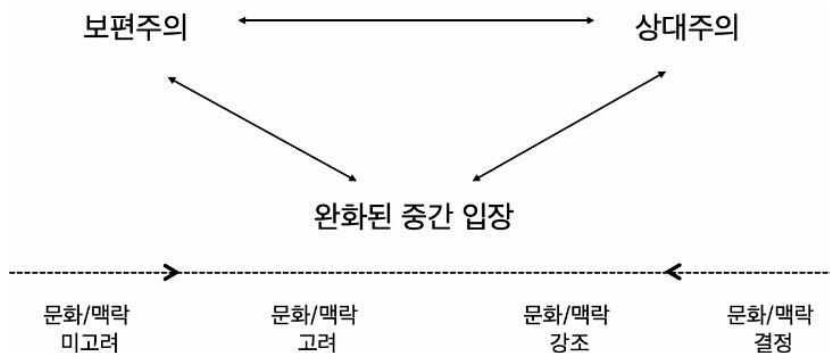 보편주의 상대주의
완화된 중간 입장
문화/맥락 문화/맥락 문화/맥락 문화/맥락
미고려 고려 강조 결정